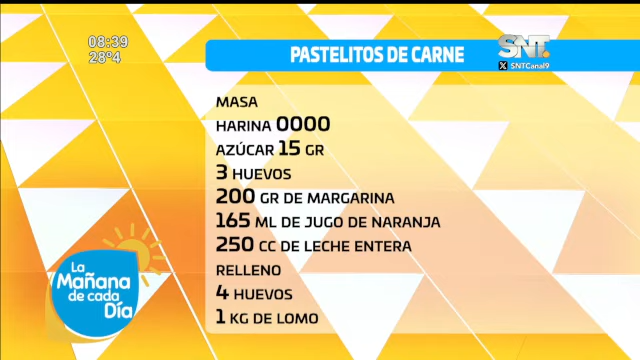 08:39
28º4
PASTELITOS DE CARNE
SNT.
X SNTCanal9
MASA
HARINA 0000
AZÚCAR 15 GR
3 HUEVOS
200 GR DE MARGARINA
165 ML DE JUGO DE NARANJA
250 CC DE LECHE ENTERA
RELLENO
4 HUEVOS
1 KG DE LOMO
La
Mañana
de cada
Día